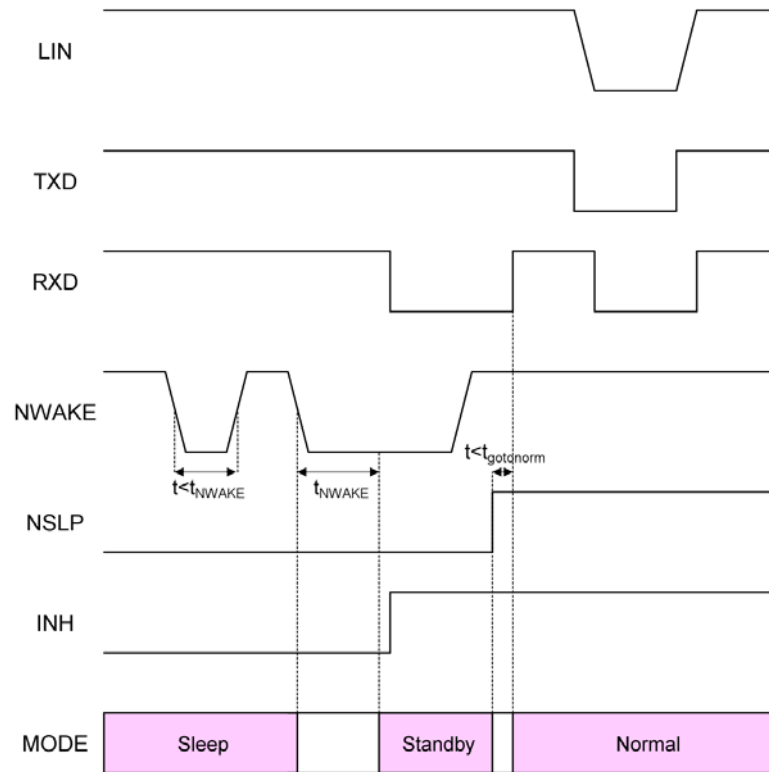 LIN
TXD
RXD
NWAKE
t<tgotonorm
t<tNWAKE
tNWAKE
NSLP
INH
MODE
Sleep
Standby
Normal